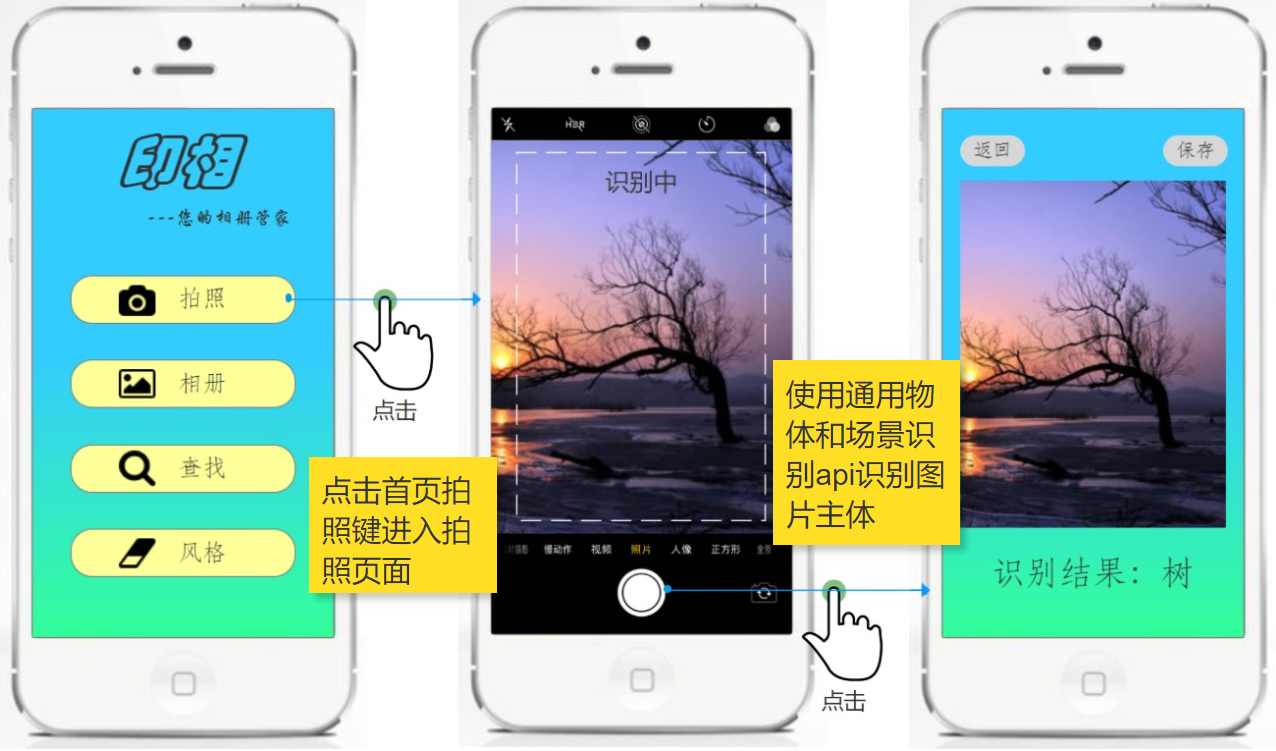 印相
---您的相册管家
拍照
相册
查找
风格
点击
点击首页拍
照键进入拍
照页面
HDR
识别中
慢动作
视频
照片
人像
正方形
点击
使用通用物
体和场景识
别api识别图
片主体
返回
保存
识别结果：树